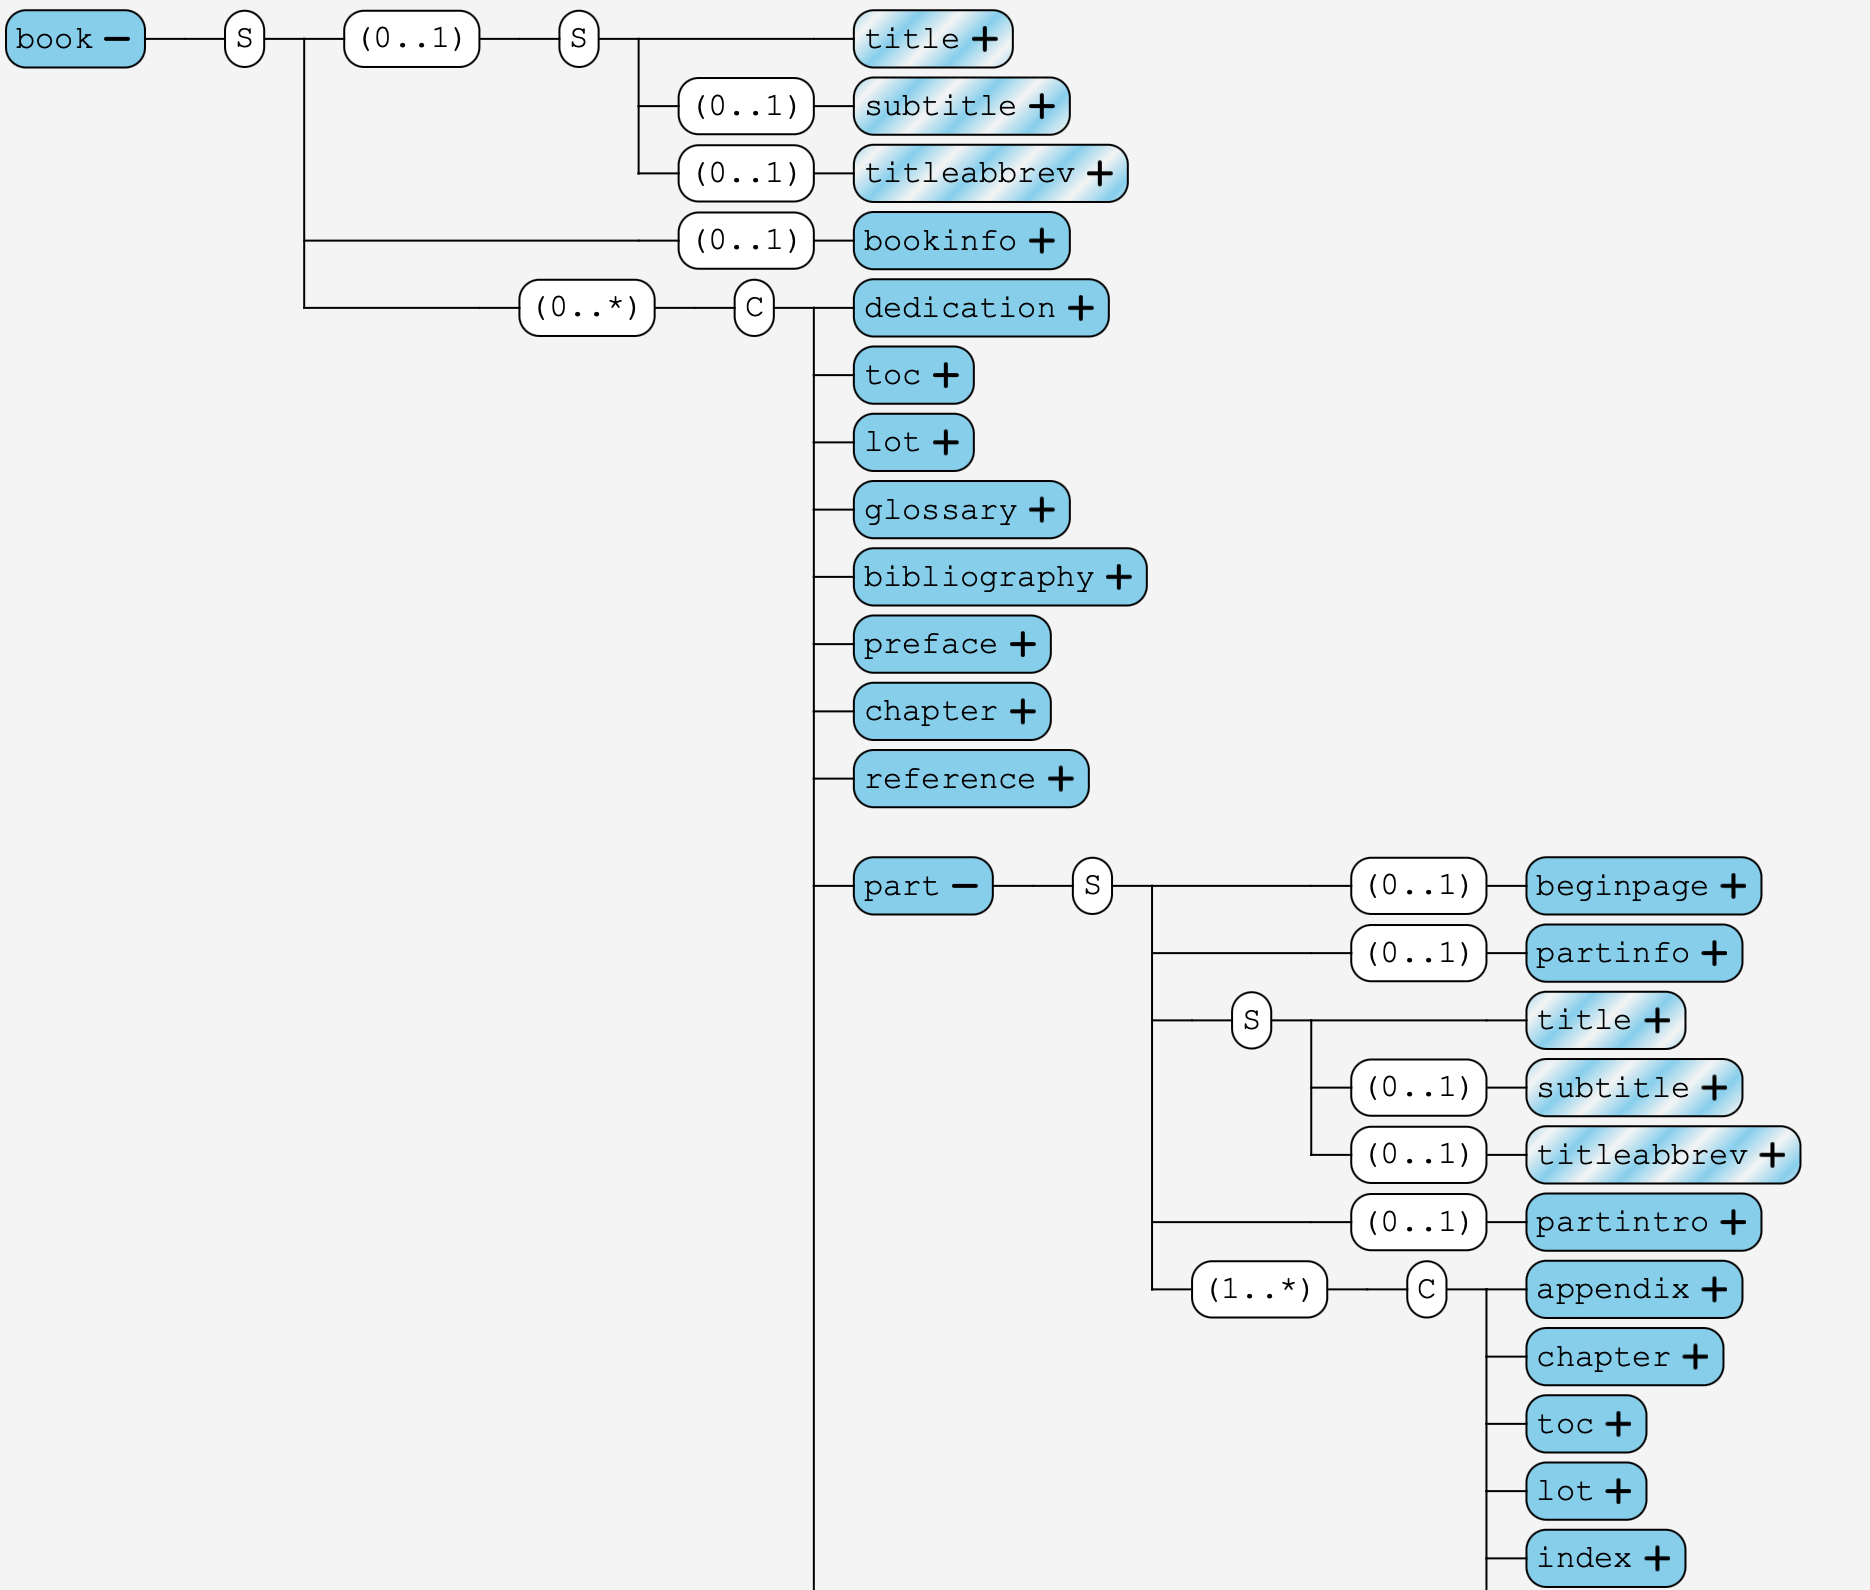 book − S (0..1) S title +
(0..1) subtitle +
(0..1) titleabbrev +
(0..1) bookinfo +
(0..*) C dedication +
toc +
lot +
glossary +
bibliography +
preface +
chapter +
reference +
part − S (0..1) beginpage +
(0..1) partinfo +
S title +
(0..1) subtitle +
(0..1) titleabbrev +
(0..1) partintro +
(1..*) C appendix +
chapter +
toc +
lot +
index +